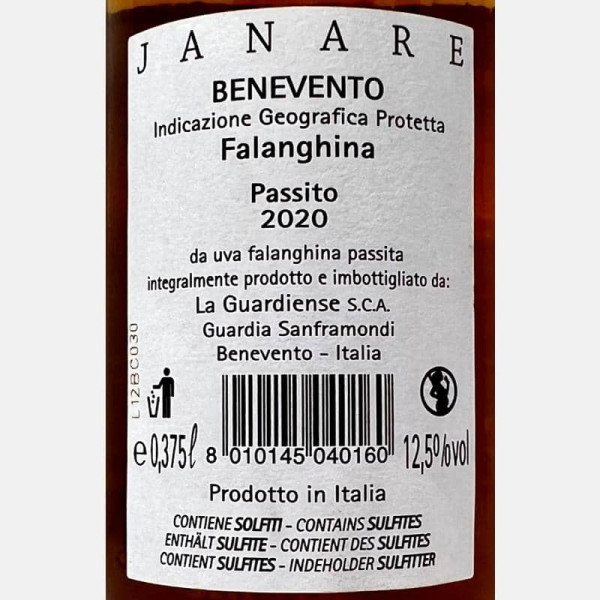 JANARE
BENEVENTO
Indicazione Geografica Protetta
Falanghina
Passito
2020
da uva falanghina passita
integralmente prodotto e imbottigliato da:
La Guardiense S.C.A.
Guardia Sanframondi
Benevento - Italia
L12BC030
e 0,375ℓ
8 010145 040160
12,5%vol
Prodotto in Italia
CONTIENE SOLFITI - CONTAINS SULFITES
ENTHÄLT SULFITE - CONTIENT DES SULFITES
CONTIENT SULFITES - INDEHOLDER SULFITTER